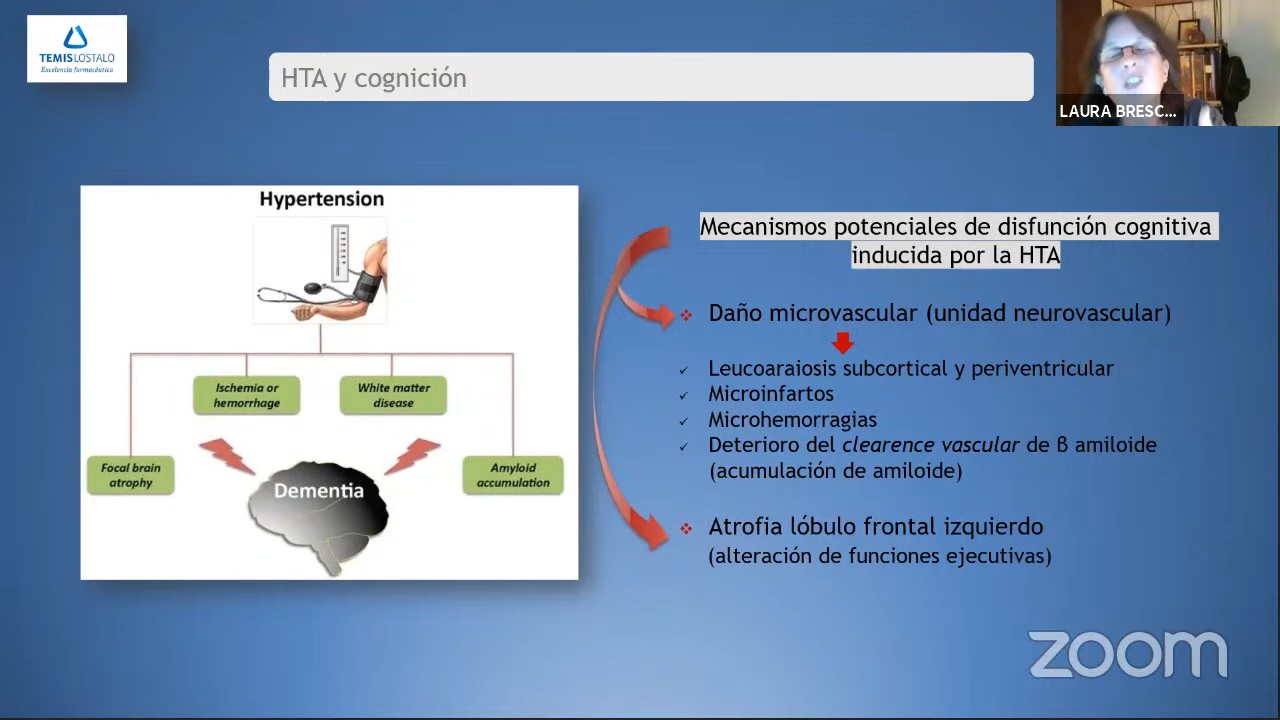 TEMIS LOSTALO
Excelencia farmacéutica
HTA y cognición
LAURA BRESC...
Hypertension
Ischemia or
hemorrhage
White matter
disease
Focal brain
atrophy
Amyloid
accumulation
Dementia
Mecanismos potenciales de disfunción cognitiva
inducida por la HTA
Daño microvascular (unidad neurovascular)
Leucoaraiosis subcortical y periventricular
Microinfartos
Microhemorragias
Deterioro del clearence vascular de ß amiloide
(acumulación de amiloide)
Atrofia lóbulo frontal izquierdo
(alteración de funciones ejecutivas)
zoom